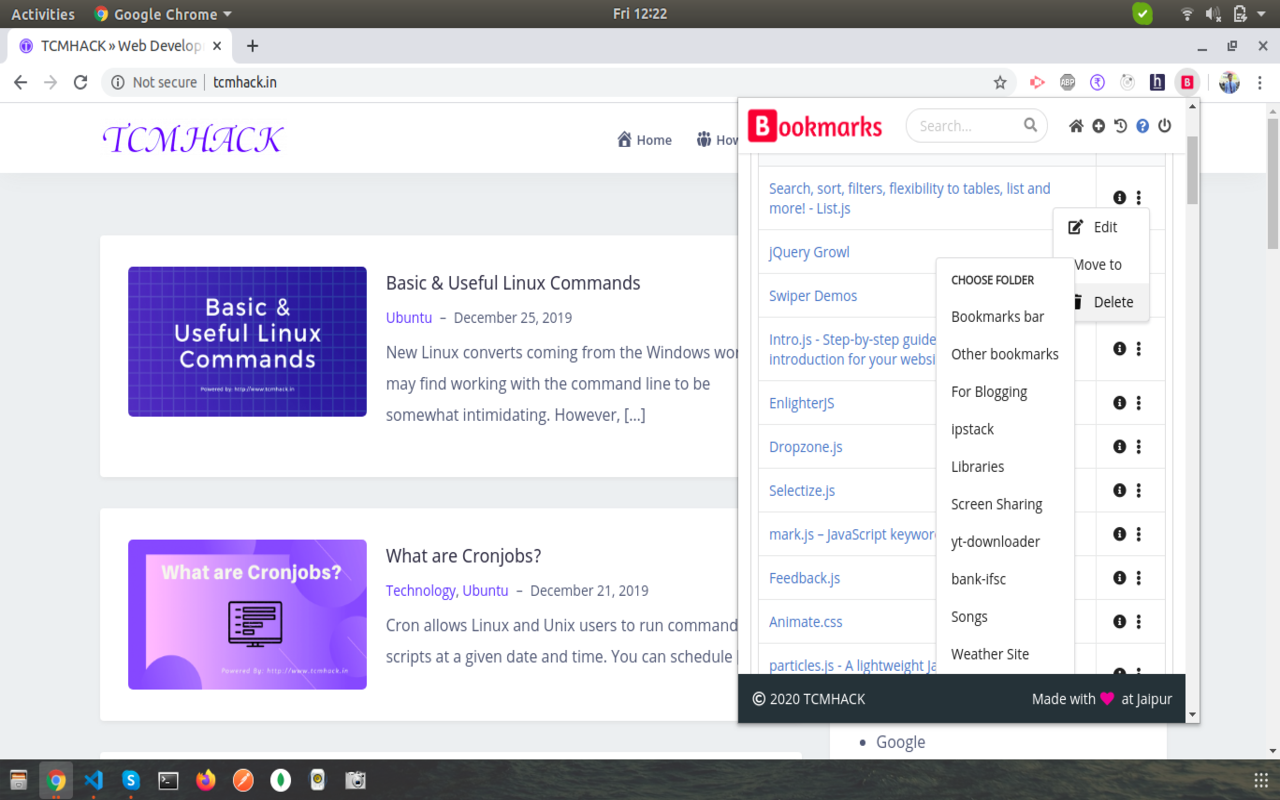 Activities
Google Chrome
Fri 12:22
TCMHACK » Web Develop
Not secure
tcmhack.in
ABP
TCMHACK
Home
How
Basic &
Useful Linux
Commands
Powered by: http://www.tcmhack.in
Basic & Useful Linux Commands
Ubuntu – December 25, 2019
New Linux converts coming from the Windows wor
may find working with the command line to be
somewhat intimidating. However, [...]
What are Cronjobs?
Powered by: http://www.tcmhack.in
What are Cronjobs?
Technology, Ubuntu – December 21, 2019
Cron allows Linux and Unix users to run command
scripts at a given date and time. You can schedule
Bookmarks
Search...
Search, sort, filters, flexibility to tables, list and
more! - List.js
jQuery Growl
Swiper Demos
Intro.js - Step-by-step guide
introduction for your websi
EnlighterJS
Dropzone.js
Selectize.js
mark.js – JavaScript keyword
Feedback.js
Animate.css
particles.js - A lightweight Ja
Edit
Move to
Delete
CHOOSE FOLDER
Bookmarks bar
Other bookmarks
For Blogging
ipstack
Libraries
Screen Sharing
yt-downloader
bank-ifsc
Songs
Weather Site
© 2020 TCMHACK
Made with at Jaipur
Google